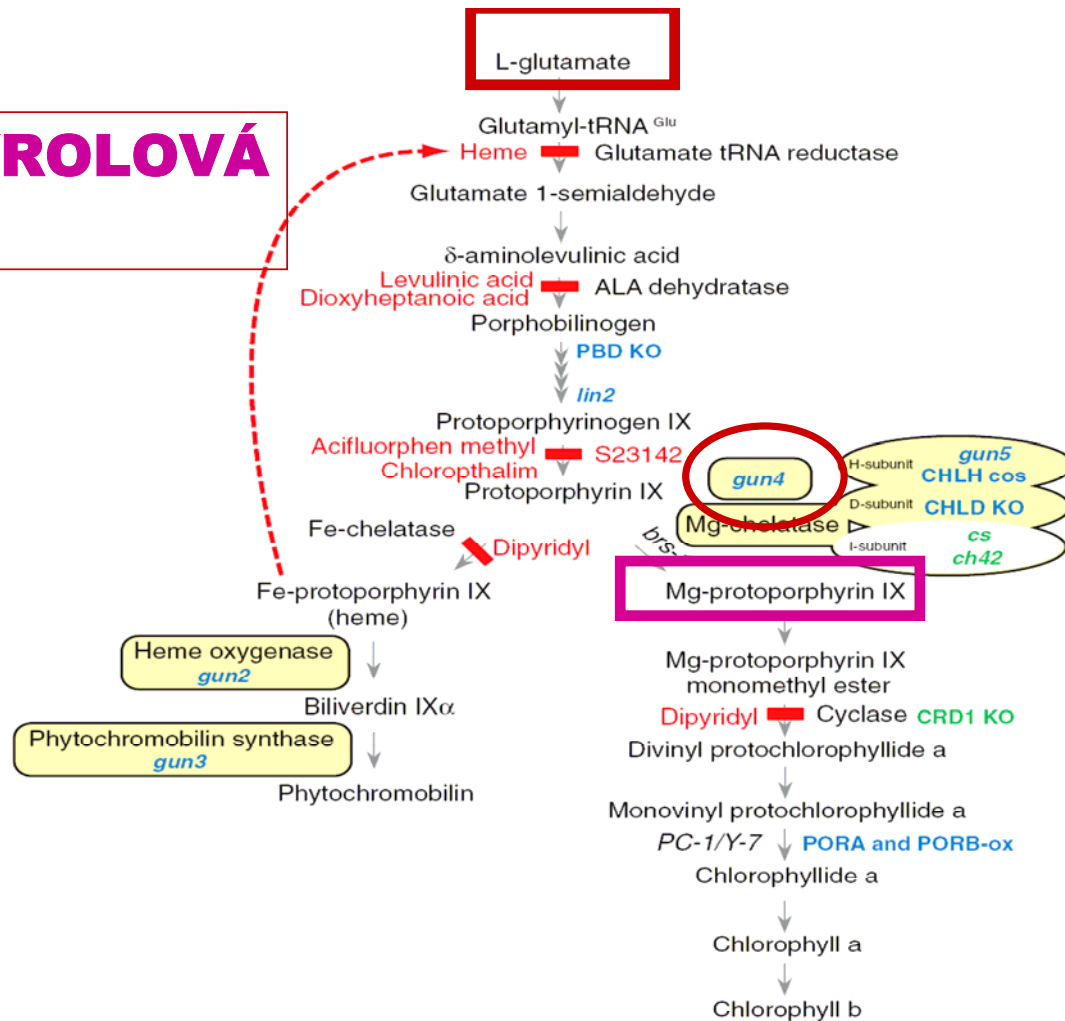 L-glutamate
ROLOVÁ
Glutamyl-tRNA Glu
Heme Glutamate tRNA reductase
Glutamate 1-semialdehyde
δ-aminolevulinic acid
Levulinic acid
Dioxyheptanoic acid
ALA dehydratase
Porphobilinogen
PBD KO
lin2
Protoporphyrinogen IX
Acifluorphen methyl
Chloropthalim
S23142
Protoporphyrin IX
gun4
H-subunit gun5
CHLH cos
D-subunit CHLD KO
I-subunit cs
ch42
Mg-chelatase
Fe-chelatase
Dipyridyl
brs-
Fe-protoporphyrin IX
(heme)
Mg-protoporphyrin IX
Heme oxygenase
gun2
Biliverdin IXα
Phytochromobilin synthase
gun3
Phytochromobilin
Mg-protoporphyrin IX
monomethyl ester
Dipyridyl Cyclase CRD1 KO
Divinyl protochlorophyllide a
Monovinyl protochlorophyllide a
PC-1/Y-7 PORA and PORB-ox
Chlorophyllide a
Chlorophyll a
Chlorophyll b